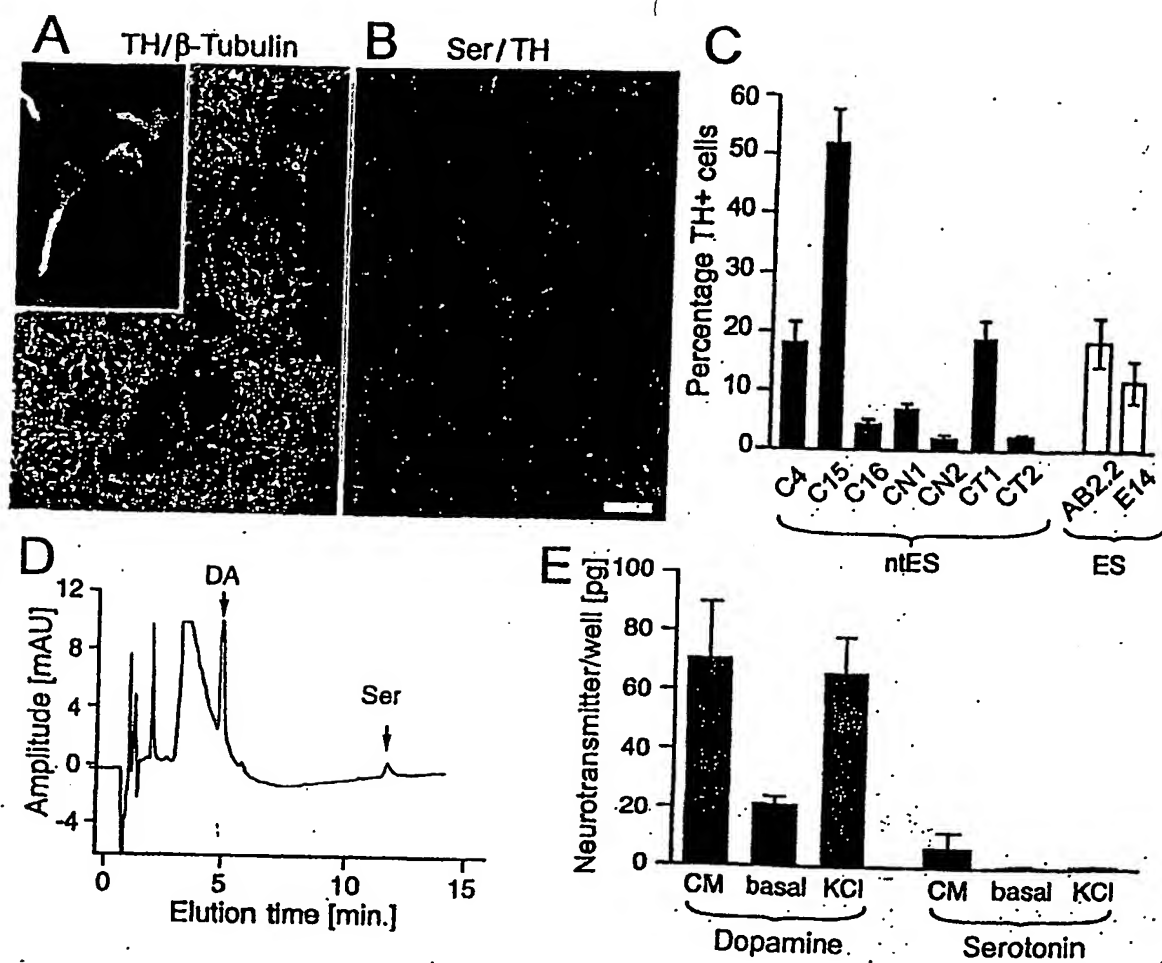 A TH/β-Tubulin
B Ser/TH
C
Percentage TH+ cells
60
50
40
30
20
10
0
C4 C15 C16 CN1 CN2 CT1 CT2 AB2.2 E14
ntES ES
D
Amplitude [mAU]
12
8
4
0
-4
DA
Ser
0 5 10 15
Elution time [min.]
E
Neurotransmitter/well [pg]
100
80
60
40
20
0
CM basal KCl CM basal KCl
Dopamine Serotonin